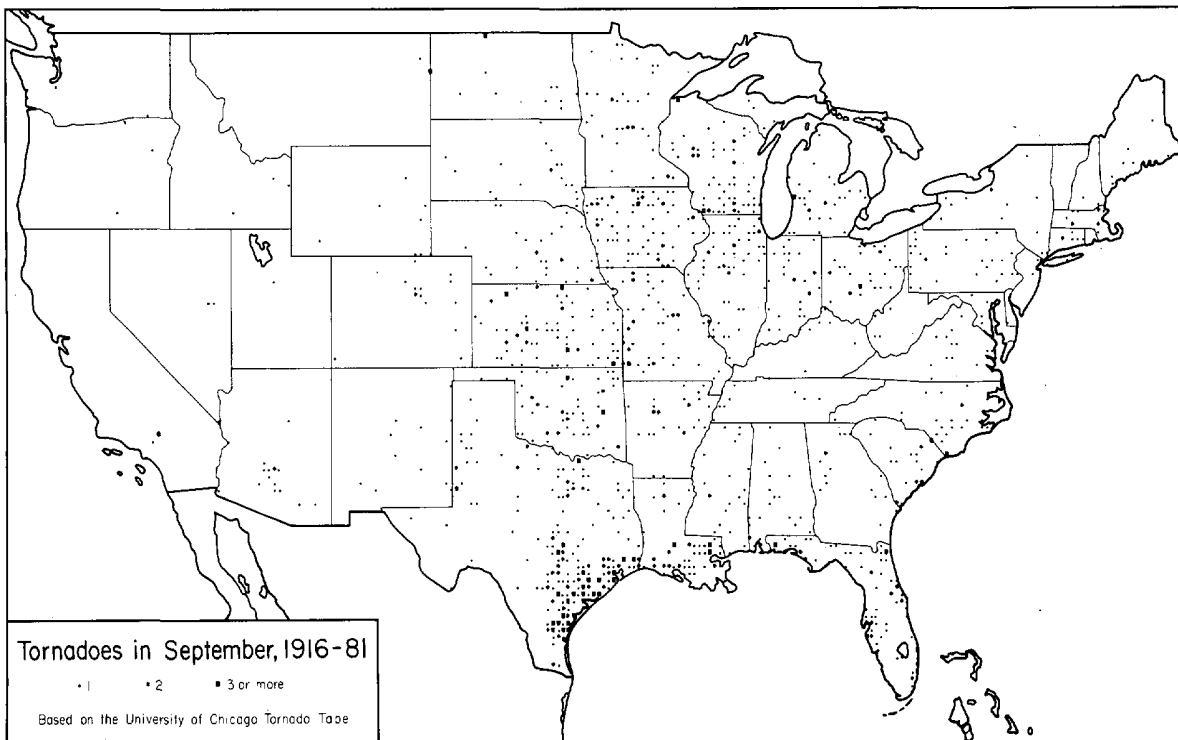 Tornadoes in September, 1916-81
• 1 • 2 ■ 3 or more
Based on the University of Chicago Tornado Tape